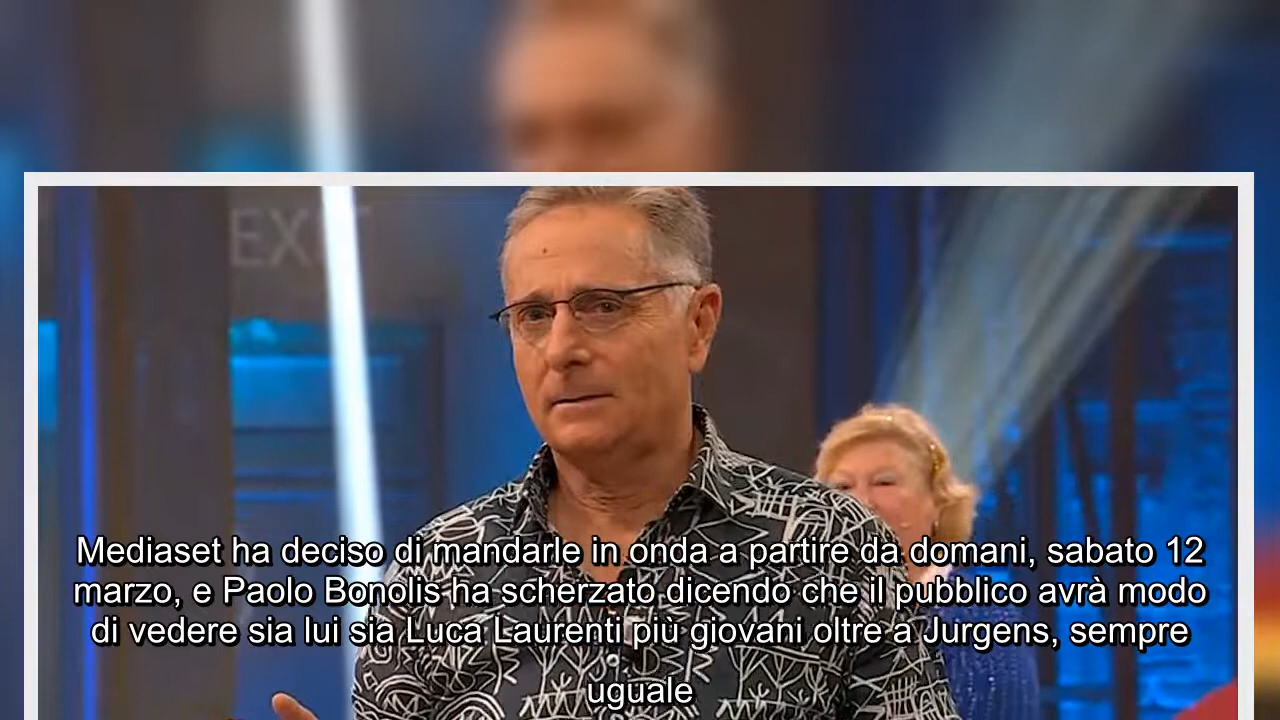 EXIT
Mediaset ha deciso di mandarle in onda a partire da domani, sabato 12
marzo, e Paolo Bonolis ha scherzato dicendo che il pubblico avrà modo
di vedere sia lui sia Luca Laurenti più giovani oltre a Jurgens, sempre
uguale